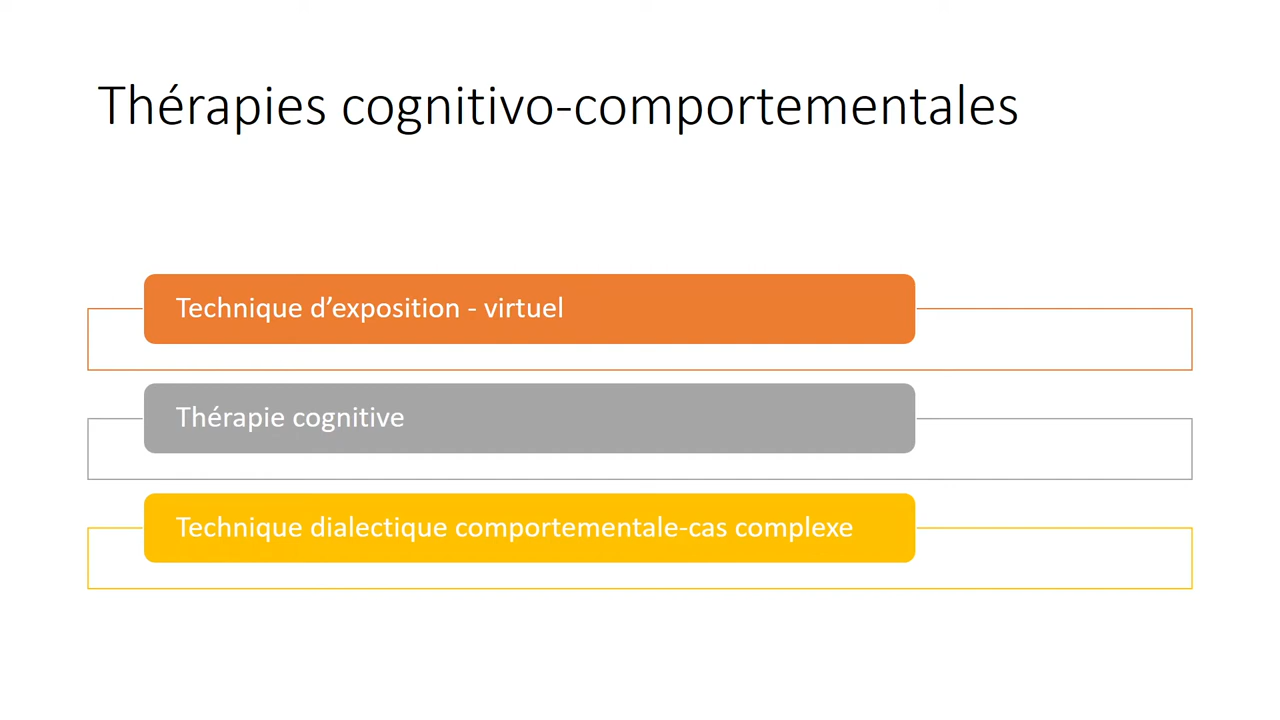 Thérapies cognitivo-comportementales
Technique d’exposition - virtuel
Thérapie cognitive
Technique dialectique comportementale-cas complexe